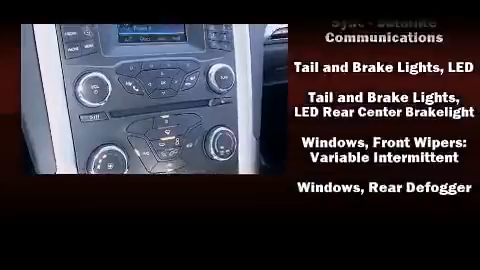 Sync - Satellite
Communications
Tail and Brake Lights, LED
Tail and Brake Lights,
LED Rear Center Brakelight
Windows, Front Wipers:
Variable Intermittent
Windows, Rear Defogger